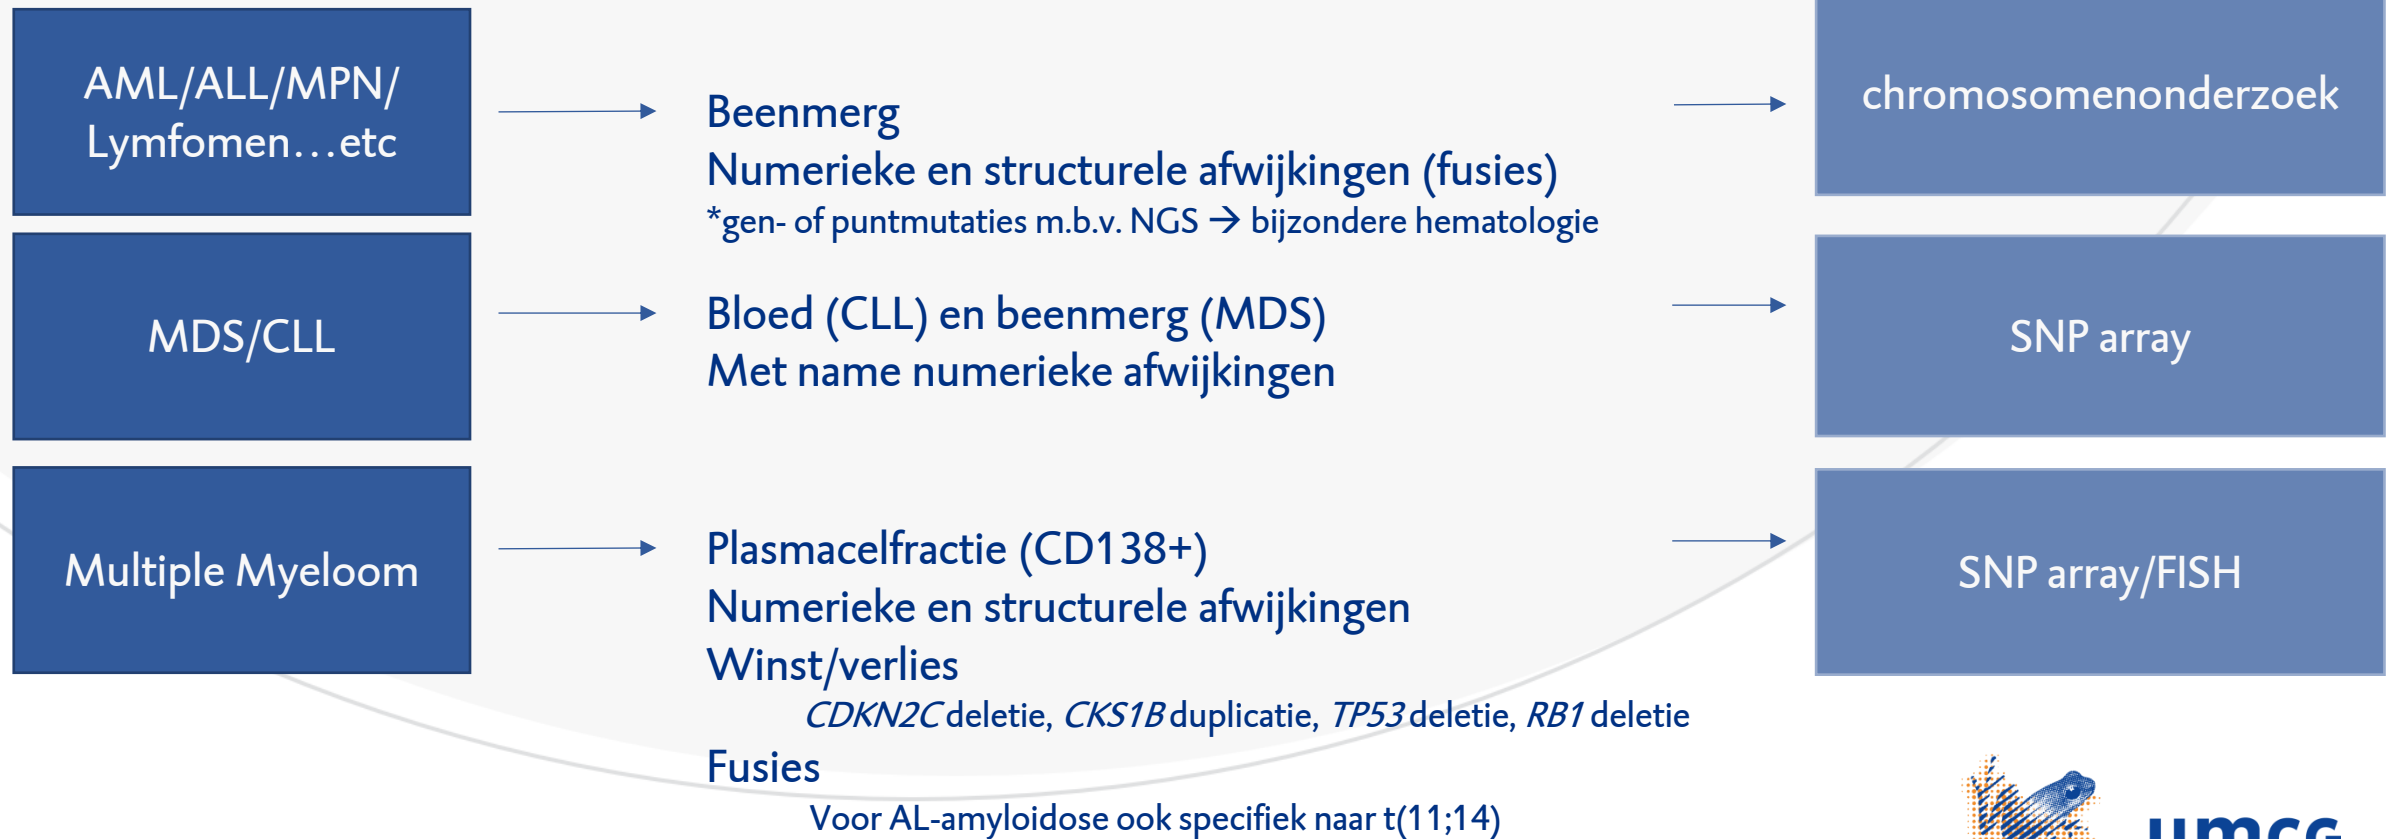 AML/ALL/MPN/
Lymfomen...etc
Beenmerg
Numerieke en structurele afwijkingen (fusies)
*gen- of puntmutaties m.b.v. NGS → bijzondere hematologie
chromosomenonderzoek
MDS/CLL
Bloed (CLL) en beenmerg (MDS)
Met name numerieke afwijkingen
SNP array
Multiple Myeloom
Plasmacelfractie (CD138+)
Numerieke en structurele afwijkingen
Winst/verlies
CDKN2C deletie, CKS1B duplicatie, TP53 deletie, RB1 deletie
Fusies
Voor AL-amyloidose ook specifiek naar t(11;14)
SNP array/FISH
umcg